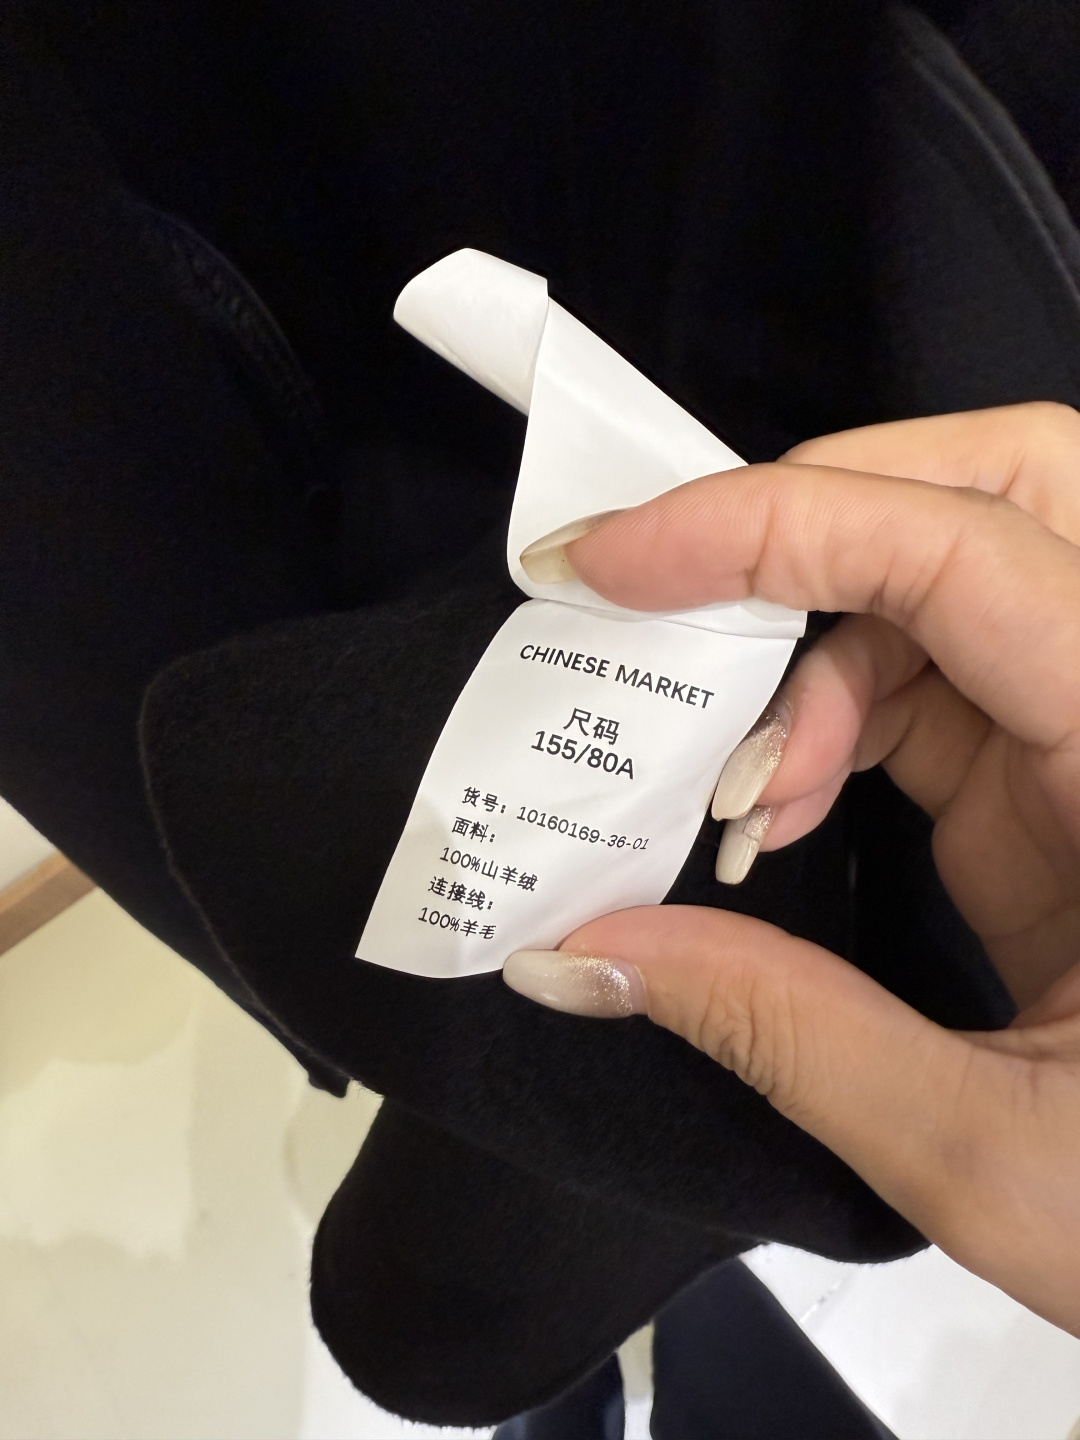 CHINESE MARKET
尺码
155/80A
货号：10160169-36-01
面料：
100%山羊绒
连接线：
100%羊毛